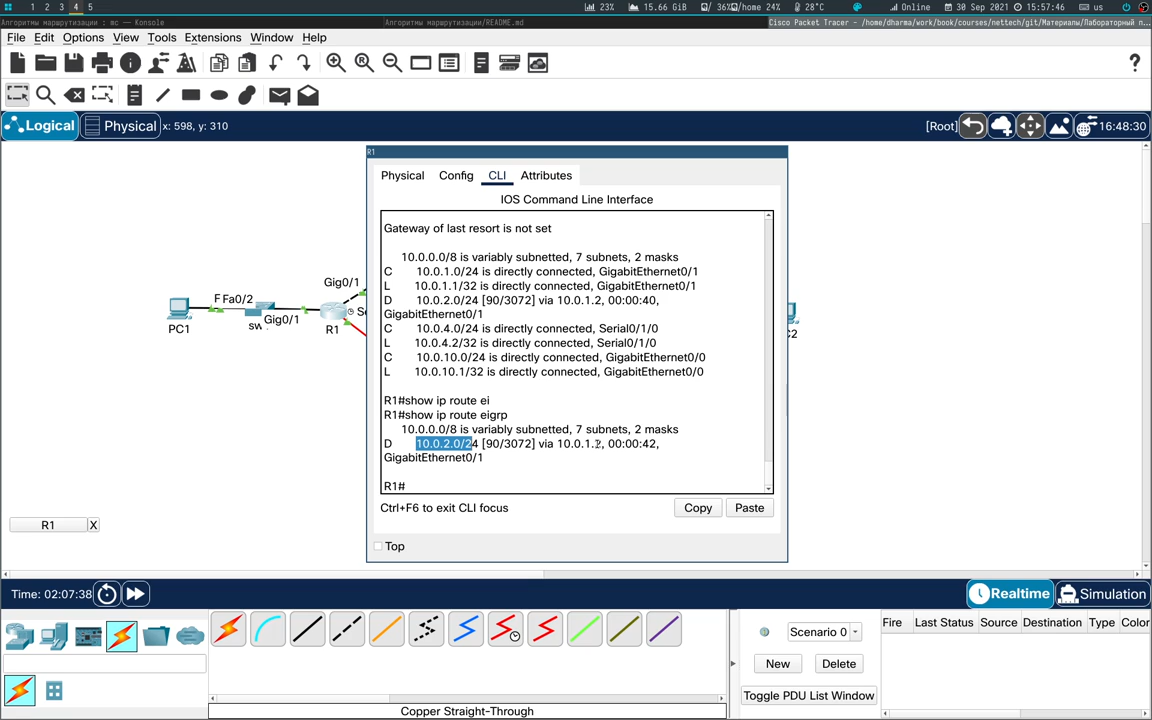 1 2 3 4 5 23% 15.66 GiB / 36% /home 24% 28°C Online 30 Sep 2021 15:57:46 us
Алгоритмы маршрутизации : mc — Konsole
Алгоритмы маршрутизации/README.md
Cisco Packet Tracer - /home/dharma/work/book/courses/nettech/git/Материалы/Лабораторный п...
File Edit Options View Tools Extensions Window Help
?
Logical Physical x: 598, y: 310 [Root] 16:48:30
R1
Physical Config CLI Attributes
IOS Command Line Interface
Gateway of last resort is not set
10.0.0.0/8 is variably subnetted, 7 subnets, 2 masks
C 10.0.1.0/24 is directly connected, GigabitEthernet0/1
L 10.0.1.1/32 is directly connected, GigabitEthernet0/1
D 10.0.2.0/24 [90/3072] via 10.0.1.2, 00:00:40,
GigabitEthernet0/1
C 10.0.4.0/24 is directly connected, Serial0/1/0
L 10.0.4.2/32 is directly connected, Serial0/1/0
C 10.0.10.0/24 is directly connected, GigabitEthernet0/0
L 10.0.10.1/32 is directly connected, GigabitEthernet0/0
R1#show ip route ei
R1#show ip route eigrp
10.0.0.0/8 is variably subnetted, 7 subnets, 2 masks
D 10.0.2.0/24 [90/3072] via 10.0.1.2, 00:00:42,
GigabitEthernet0/1
R1#
Ctrl+F6 to exit CLI focus
Copy Paste
Top
Gig0/1
F Fa0/2
Gig0/1
Se
PC1
sw
R1
2
R1 X
Time: 02:07:38
Realtime Simulation
Scenario 0
Fire Last Status Source Destination Type Color
New Delete
Toggle PDU List Window
Copper Straight-Through